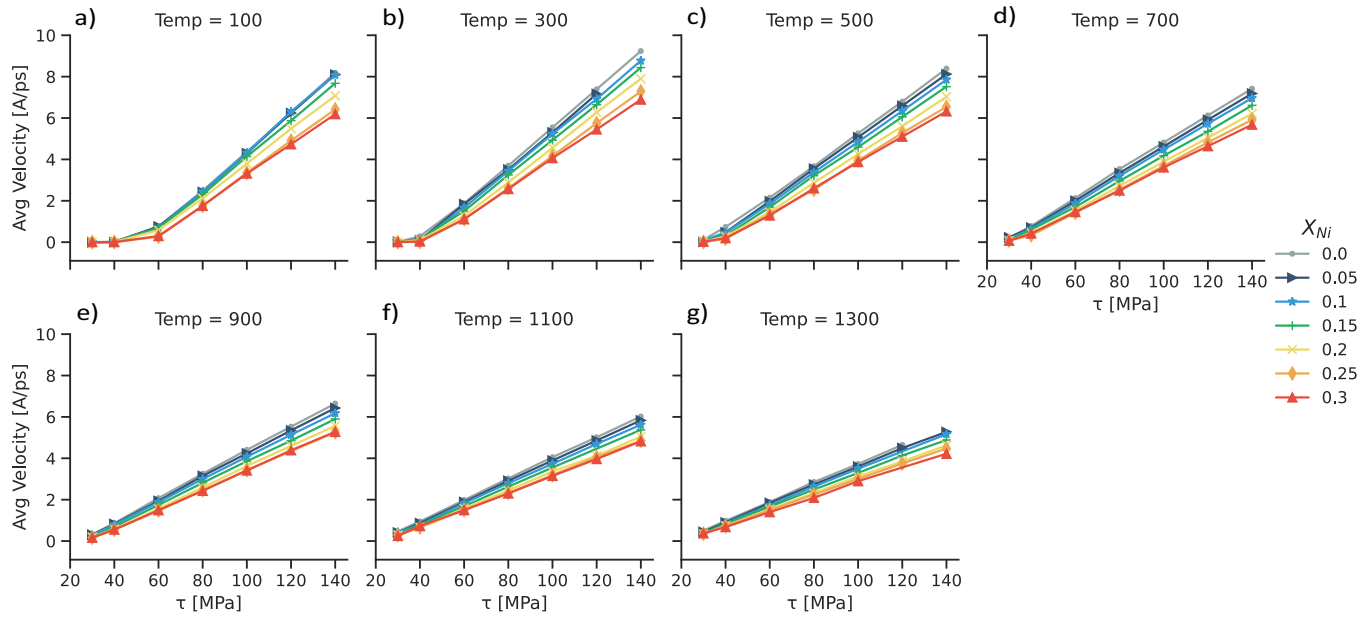 a) Temp = 100
b) Temp = 300
c) Temp = 500
d) Temp = 700
Avg Velocity [A/ps]
10
8
6
4
2
0
20 40 60 80 100 120 140
τ [MPa]
X_Ni
0.0
0.05
0.1
0.15
0.2
0.25
0.3
e) Temp = 900
f) Temp = 1100
g) Temp = 1300
Avg Velocity [A/ps]
10
8
6
4
2
0
20 40 60 80 100 120 140
τ [MPa]
20 40 60 80 100 120 140
τ [MPa]
20 40 60 80 100 120 140
τ [MPa]